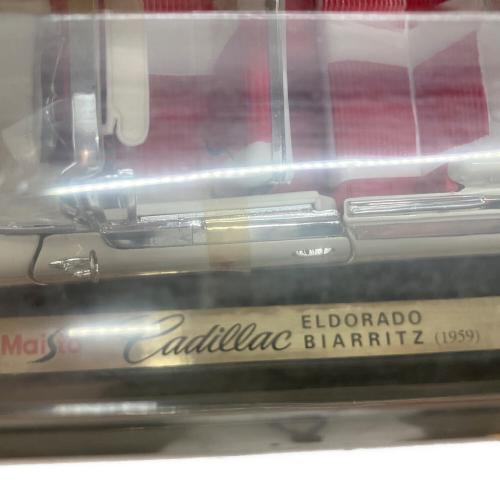 Maisto Cadillac ELDORADO
BIARRITZ (1959)